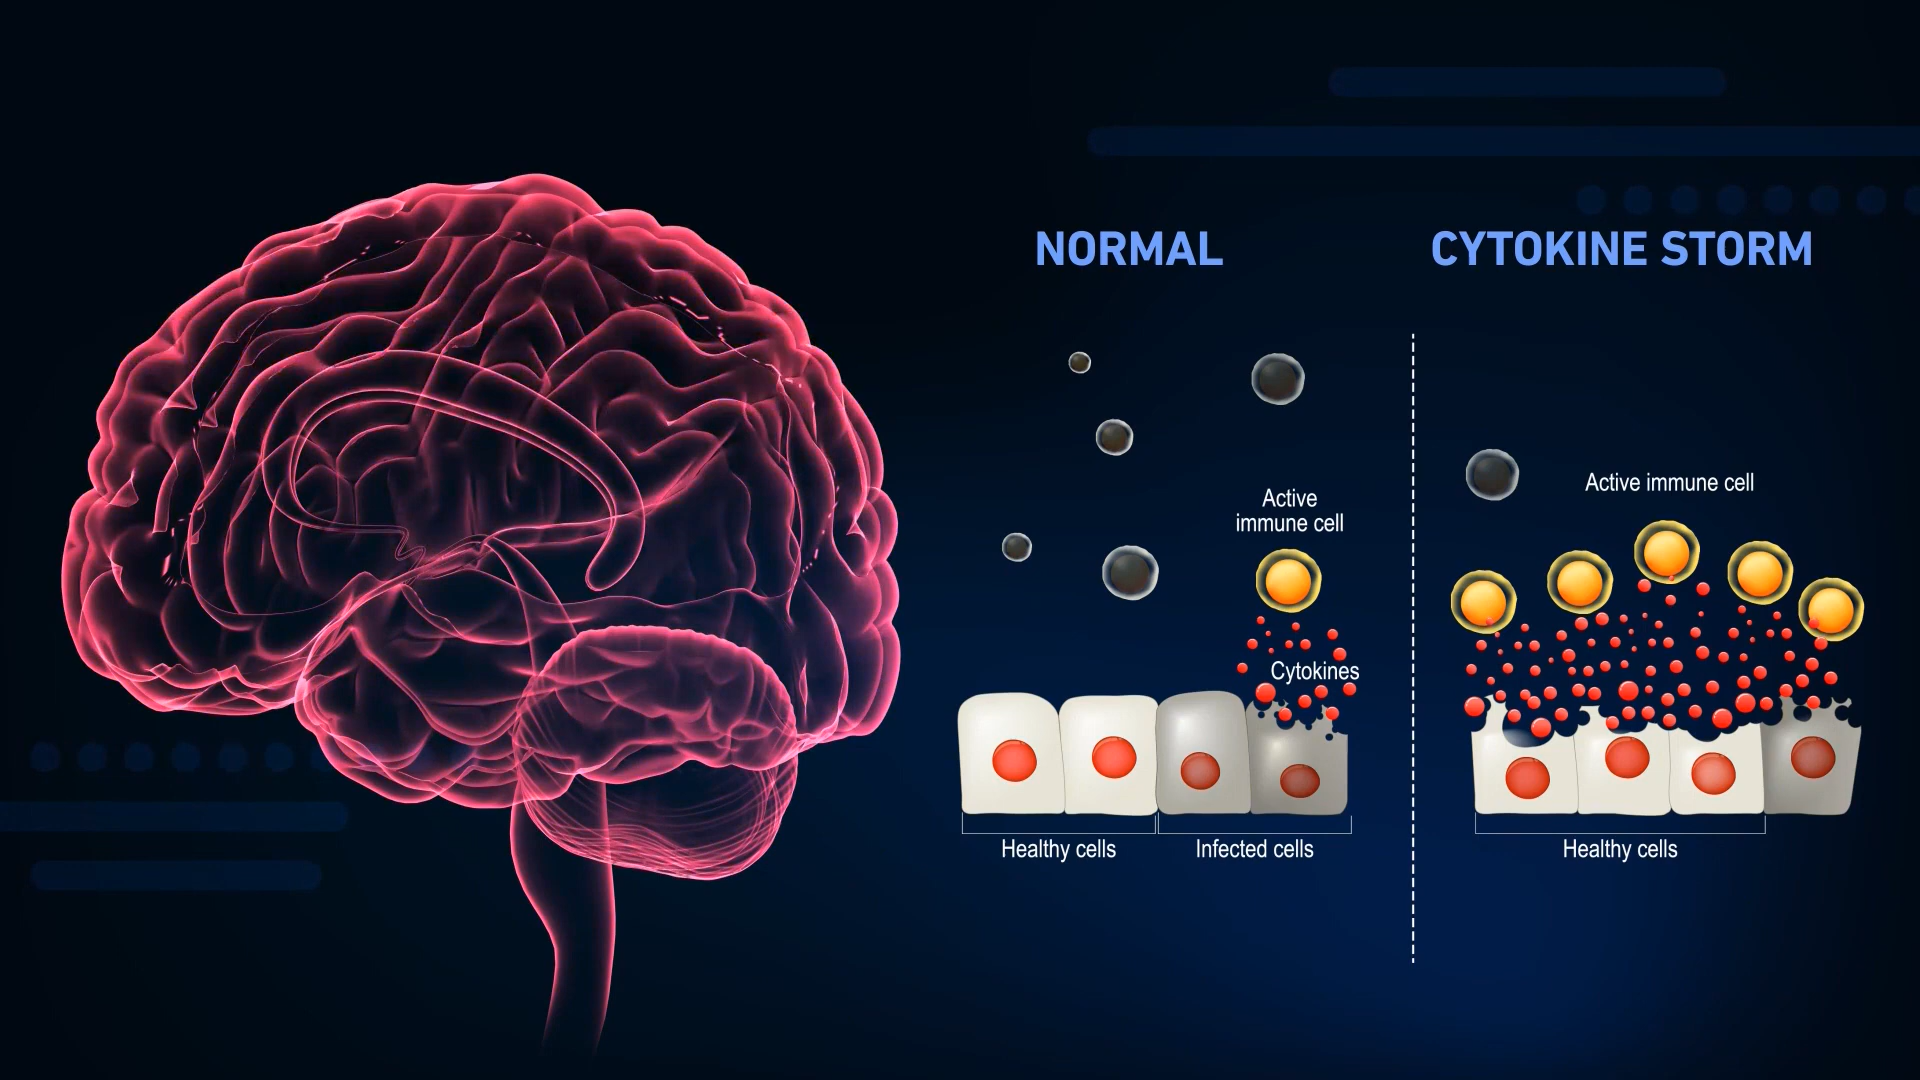 NORMAL
CYTOKINE STORM
Active
immune cell
Cytokines
Healthy cells
Infected cells
Active immune cell
Healthy cells